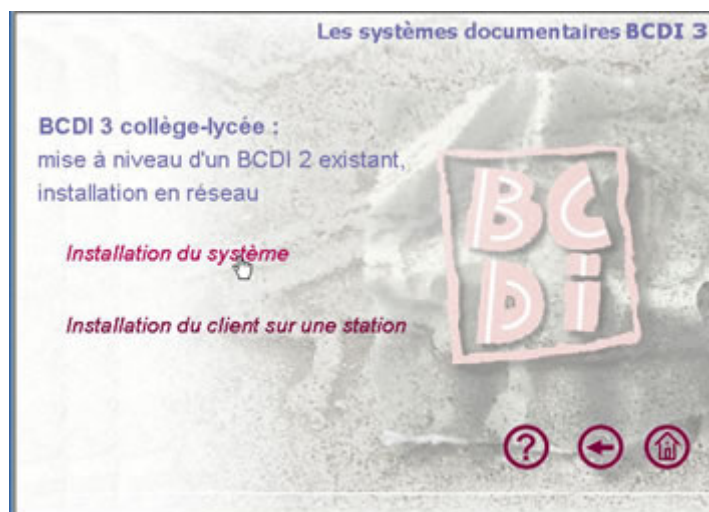 Les systèmes documentaires BCDI 3
BCDI 3 collège-lycée :
mise à niveau d'un BCDI 2 existant,
installation en réseau
Installation du système
Installation du client sur une station
BC
Di
?